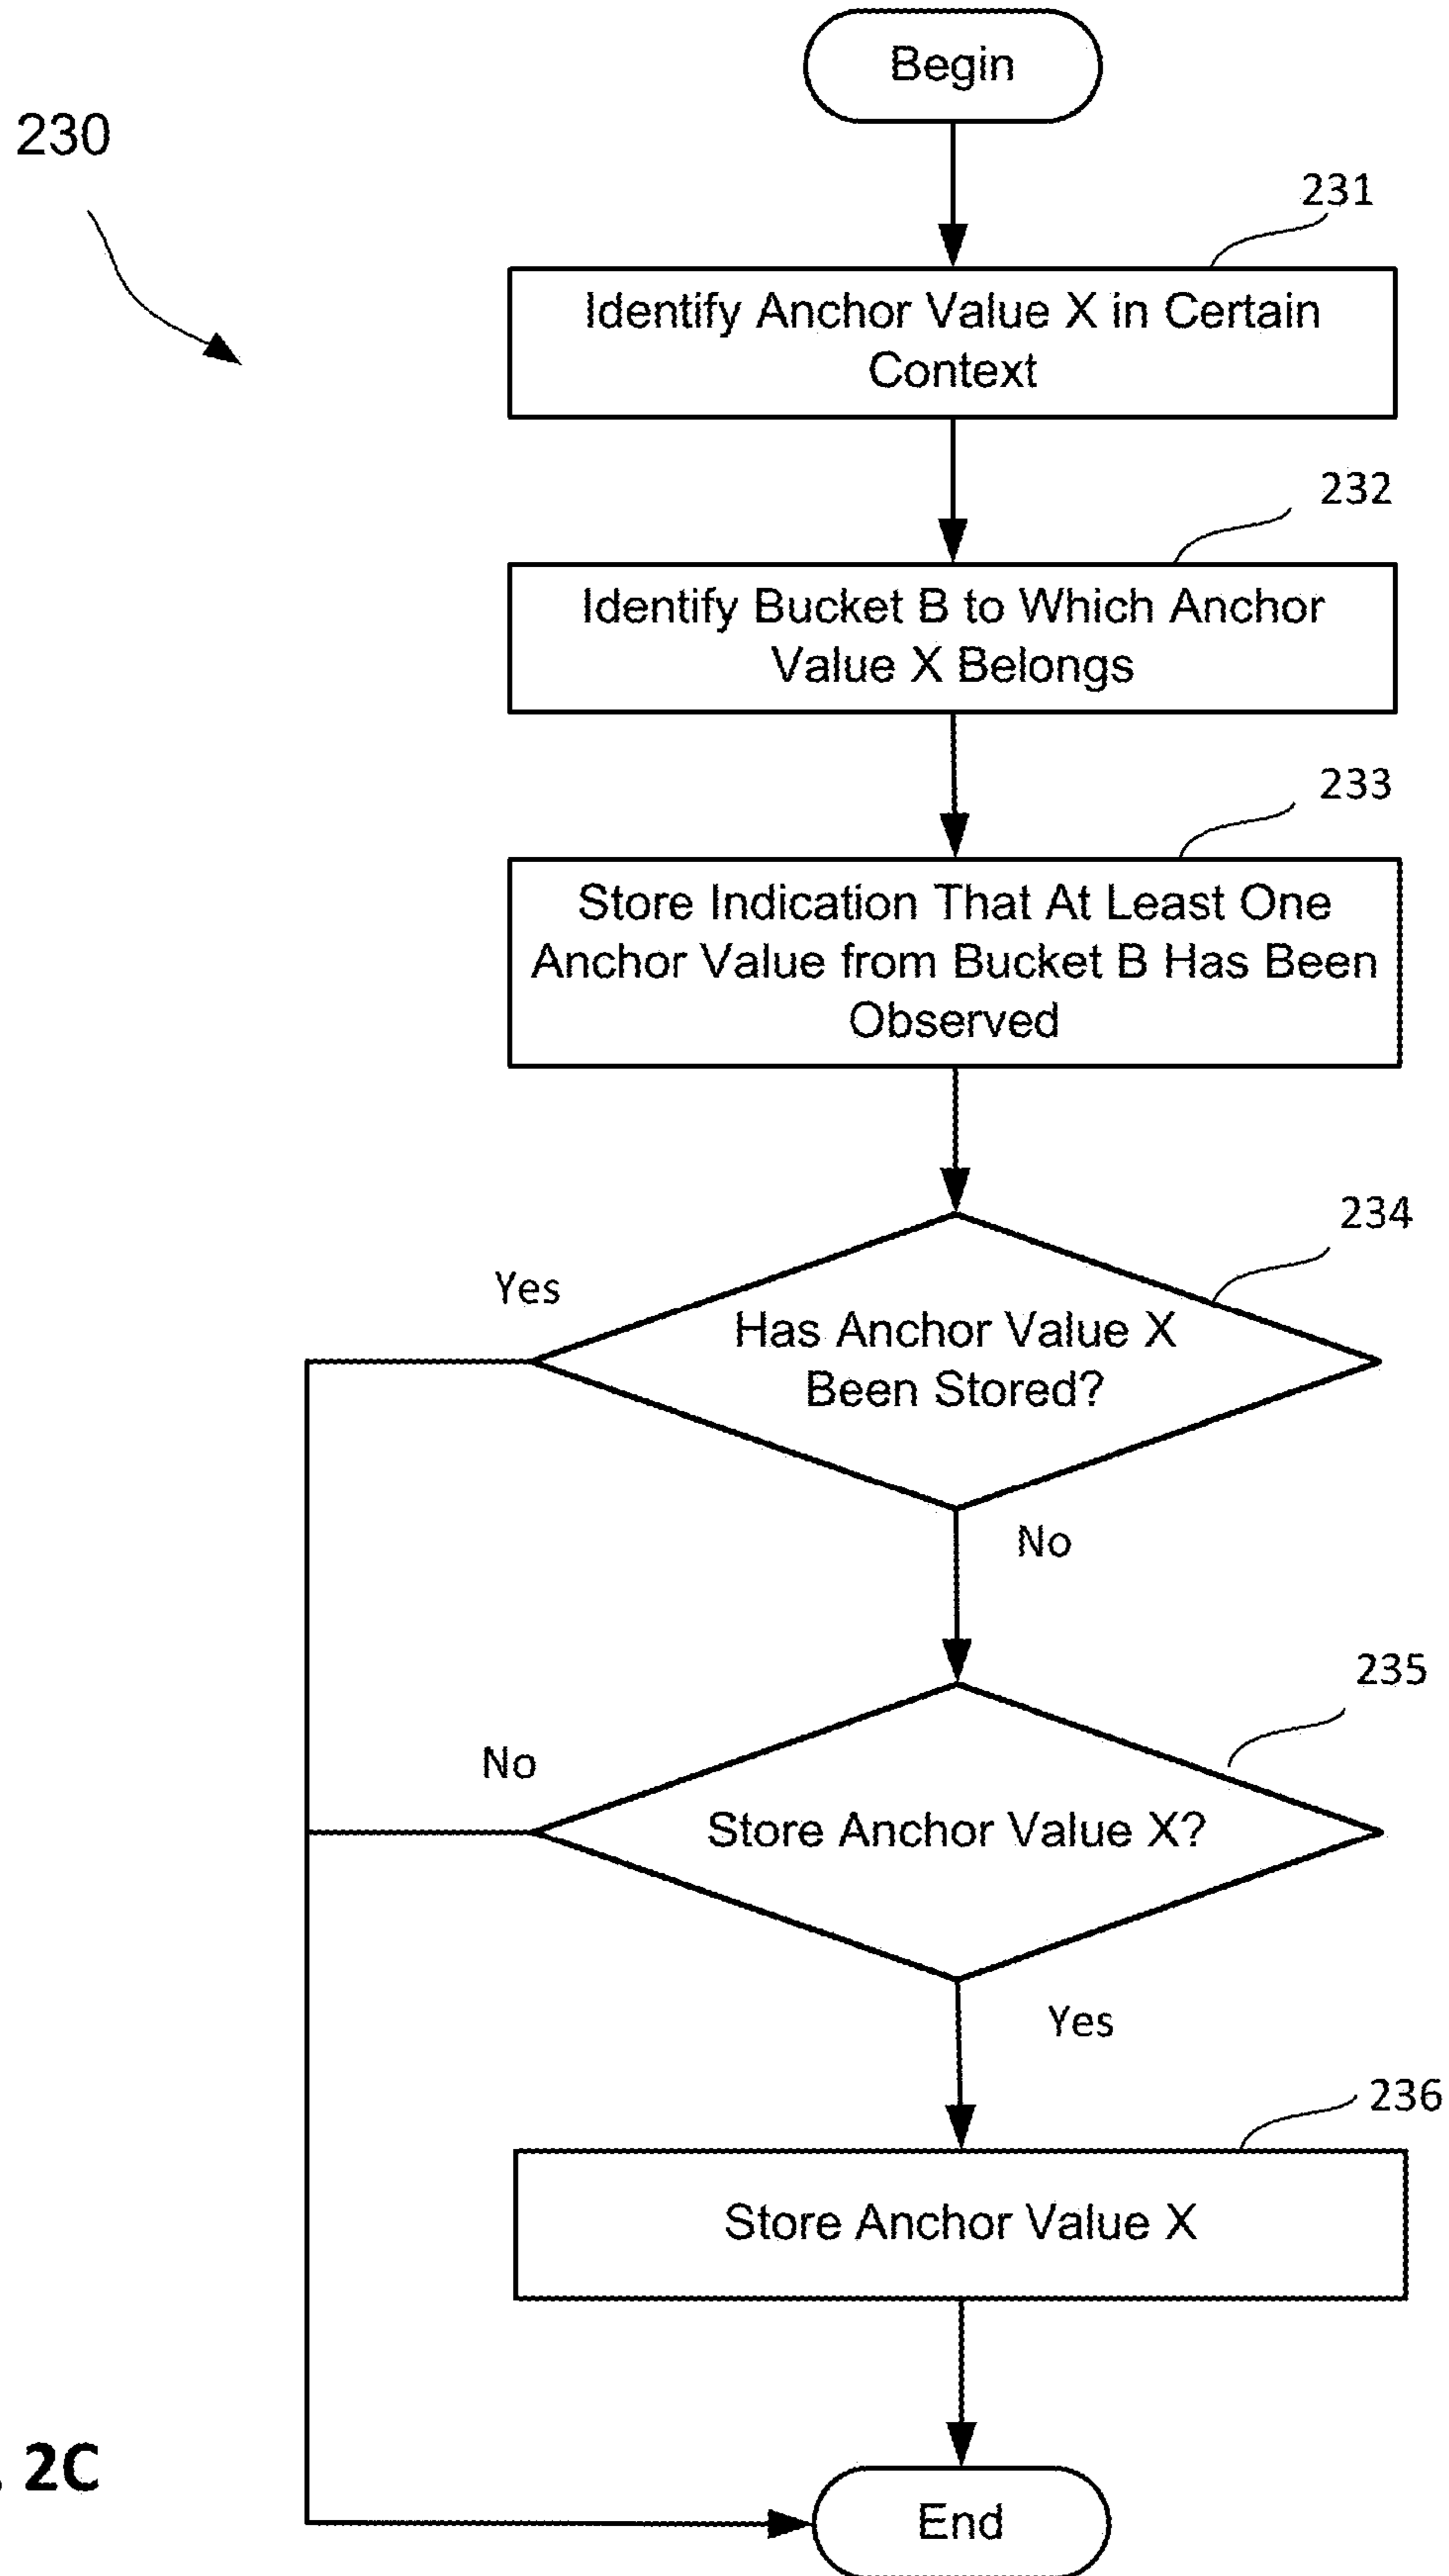 Begin
230
231
Identify Anchor Value X in Certain
Context
232
Identify Bucket B to Which Anchor
Value X Belongs
233
Store Indication That At Least One
Anchor Value from Bucket B Has Been
Observed
234
Yes
Has Anchor Value X
Been Stored?
No
235
No
Store Anchor Value X?
Yes
236
Store Anchor Value X
. 2C
End